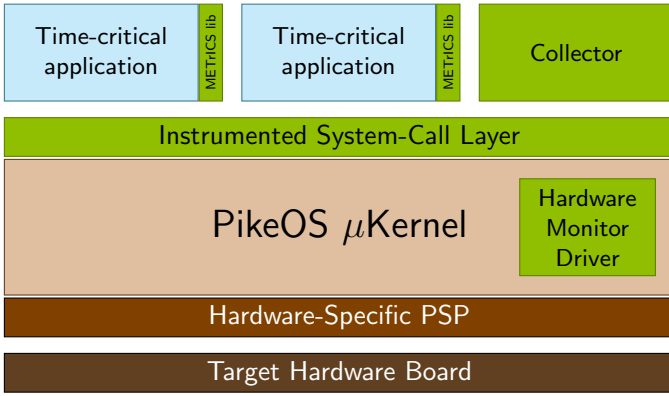 Time-critical
application
METrICS lib
Time-critical
application
METrICS lib
Collector
Instrumented System-Call Layer
PikeOS μKernel
Hardware
Monitor
Driver
Hardware-Specific PSP
Target Hardware Board